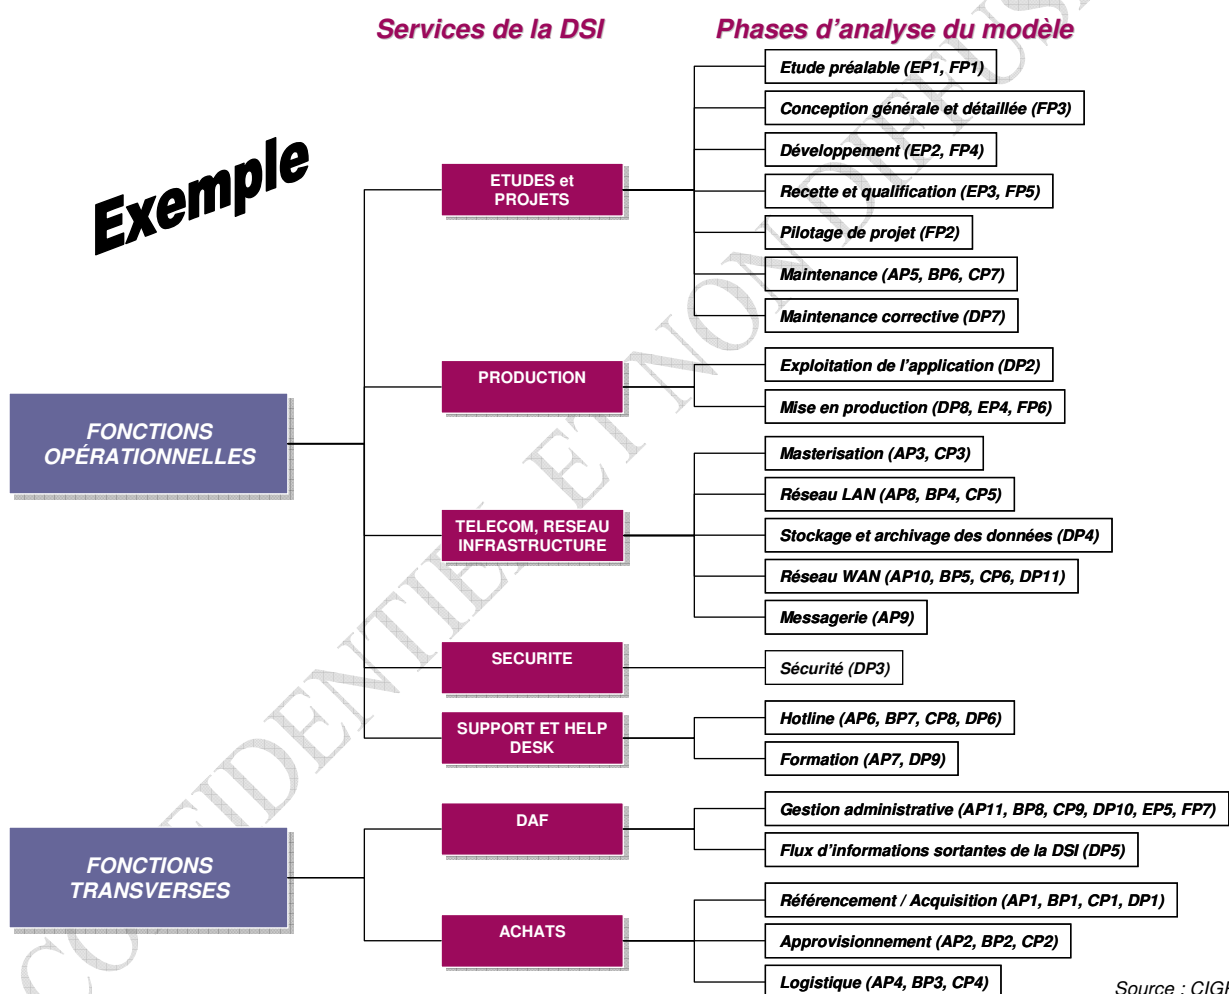 Services de la DSI
Phases d'analyse du modèle
Exemple
FONCTIONS
OPÉRATIONNELLES
ETUDES et
PROJETS
Etude préalable (EP1, FP1)
Conception générale et détaillée (FP3)
Développement (EP2, FP4)
Recette et qualification (EP3, FP5)
Pilotage de projet (FP2)
Maintenance (AP5, BP6, CP7)
Maintenance corrective (DP7)
PRODUCTION
Exploitation de l'application (DP2)
Mise en production (DP8, EP4, FP6)
TELECOM, RESEAU
INFRASTRUCTURE
Masterisation (AP3, CP3)
Réseau LAN (AP8, BP4, CP5)
Stockage et archivage des données (DP4)
Réseau WAN (AP10, BP5, CP6, DP11)
Messagerie (AP9)
SECURITE
Sécurité (DP3)
SUPPORT ET HELP
DESK
Hotline (AP6, BP7, CP8, DP6)
Formation (AP7, DP9)
FONCTIONS
TRANSVERSES
DAF
Gestion administrative (AP11, BP8, CP9, DP10, EP5, FP7)
Flux d'informations sortantes de la DSI (DP5)
ACHATS
Référencement / Acquisition (AP1, BP1, CP1, DP1)
Approvisionnement (AP2, BP2, CP2)
Logistique (AP4, BP3, CP4)
Source :
CONFIDENTIEL ET NON